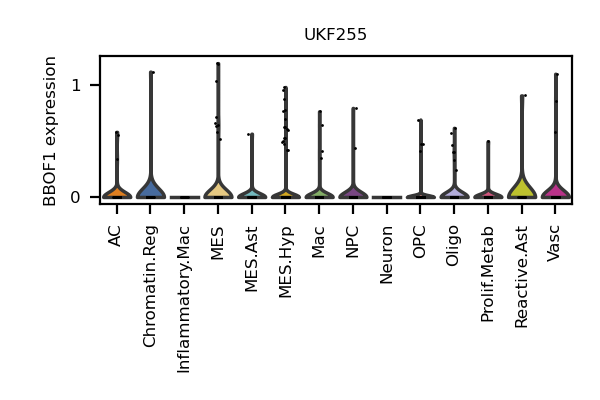 UKF255
BBOF1 expression
1
0
AC
Chromatin.Reg
Inflammatory.Mac
MES
MES.Ast
MES.Hyp
Mac
NPC
Neuron
OPC
Oligo
Prolif.Metab
Reactive.Ast
Vasc